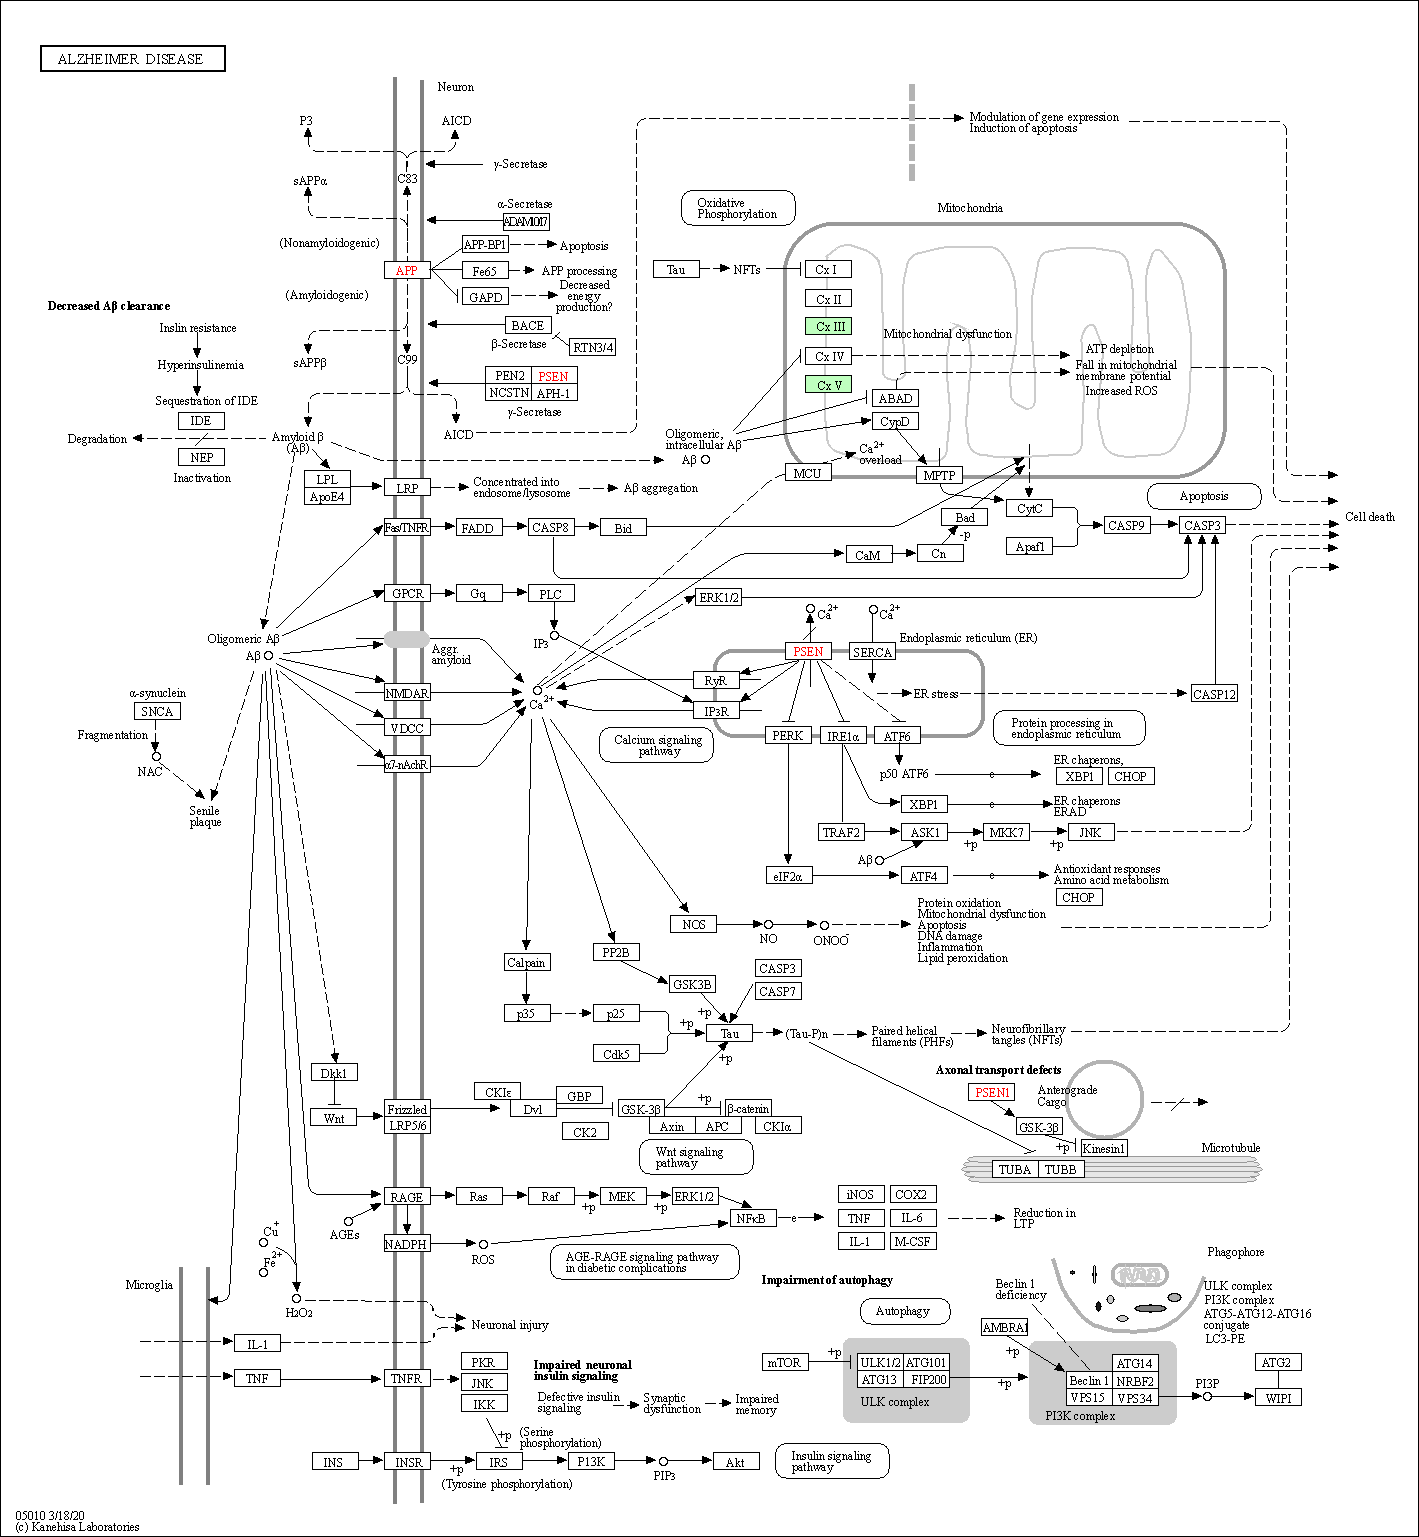 ALZHEIMER DISEASE
Neuron
P3
AICD
Modulation of gene expression
Induction of apoptosis
γ-Secretase
C83
sAPPα
α-Secretase
ADAM1017
Oxidative
Phosphorylation
Mitochondria
(Nonamyloidogenic)
APP-BP1
Apoptosis
APP
Fe65
APP processing
Tau
NFTs
Cx I
(Amyloidogenic)
GAPD
Decreased
energy
production?
Cx II
Decreased Aβ clearance
Inslin resistance
BACE
Cx III
Mitochondrial dysfunction
β-Secretase
RTN3/4
Hyperinsulinemia
sAPPβ
C99
Cx IV
ATP depletion
Fall in mitochondrial
membrane potential
Increased ROS
PEN2
PSEN
NCSTN
APH-1
Cx V
ABAD
γ-Secretase
Sequestration of IDE
IDE
CypD
Degradation
Amyloid β
(Aβ)
AICD
Oligomeric,
intracellular Aβ
Aβ
Ca2+
overload
NEP
Inactivation
LPL
ApoE4
LRP
Concentrated into
endosome/lysosome
Aβ aggregation
MCU
MPTP
Apoptosis
CytC
Bad
-p
Fas/TNFR
FADD
CASP8
Bid
CASP9
CASP3
Cell death
Apaf1
CaM
Cn
GPCR
Gq
PLC
ERK1/2
Ca2+
Ca2+
Oligomeric Aβ
Aβ
IP3
Aggr.
amyloid
PSEN
SERCA
Endoplasmic reticulum (ER)
RyR
NMDAR
Ca2+
ER stress
CASP12
α-synuclein
SNCA
IP3R
Fragmentation
VDCC
Calcium signaling
pathway
PERK
IRE1α
ATF6
Protein processing in
endoplasmic reticulum
NAC
α7-nAchR
p50 ATF6
e
ER chaperons,
XBP1
CHOP
Senile
plaque
XBP1
e
ER chaperons
ERAD
TRAF2
ASK1
+p
MKK7
+p
JNK
Aβ
eIF2α
ATF4
e
Antioxidant responses
Amino acid metabolism
CHOP
NOS
NO
ONOO-
Protein oxidation
Mitochondrial dysfunction
Apoptosis
DNA damage
Inflammation
Lipid peroxidation
PP2B
Calpain
CASP3
GSK3B
CASP7
p35
p25
+p
+p
Tau
(Tau-P)n
Paired helical
filaments (PHFs)
Neurofibrillary
tangles (NFTs)
Cdk5
+p
Dkk1
Axonal transport defects
PSEN1
Anterograde
Cargo
CKIε
GBP
+p
Wnt
Frizzled
LRP5/6
Dvl
GSK-3β
β-catenin
Axin
APC
CKIα
CK2
GSK-3β
+p
Kinesin1
Wnt signaling
pathway
Microtubule
TUBA
TUBB
RAGE
Ras
Raf
+p
MEK
+p
ERK1/2
iNOS
COX2
AGEs
NFκB
e
TNF
IL-6
Reduction in
LTP
Cu+
NADPH
ROS
IL-1
M-CSF
Fe2+
AGE-RAGE signaling pathway
in diabetic complications
Phagophore
Microglia
Impairment of autophagy
Beclin 1
deficiency
ULK complex
PI3K complex
ATG5-ATG12-ATG16
conjugate
LC3-PE
H2O2
Autophagy
Neuronal injury
AMBRA1
+p
IL-1
PKR
Impaired neuronal
insulin signaling
mTOR
+p
ULK1/2
ATG101
ATG13
FIP200
ULK complex
+p
ATG14
Beclin 1
NRBF2
VPS15
VPS34
PI3K complex
PI3P
ATG2
WIPI
TNF
TNFR
JNK
IKK
Defective insulin
signaling
Synaptic
dysfunction
Impaired
memory
+p
(Serine
phosphorylation)
INS
INSR
+p
IRS
P13K
PIP3
Akt
Insulin signaling
pathway
(Tyrosine phosphorylation)
05010 3/18/20
(c) Kanehisa Laboratories